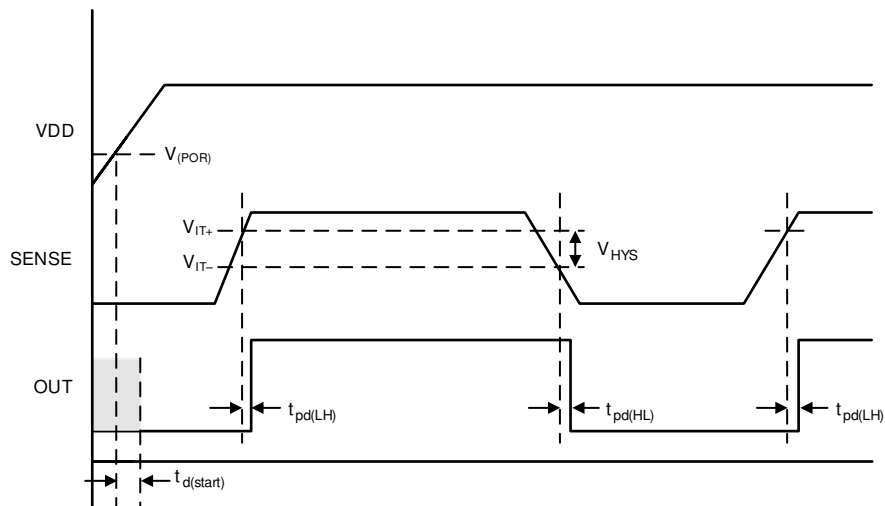 VDD
V(POR)
VIT+
SENSE
VIT–
VHYS
OUT
tpd(LH)
tpd(HL)
tpd(LH)
td(start)